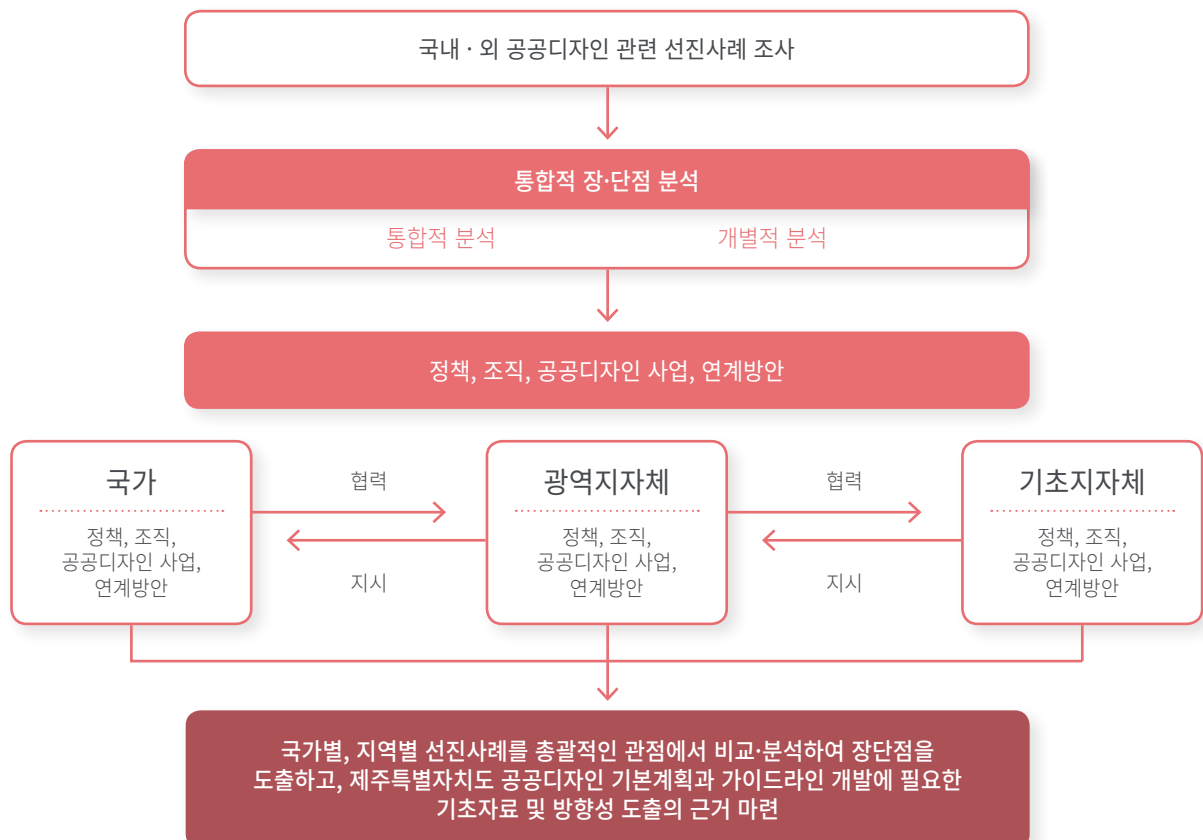 국내 · 외 공공디자인 관련 선진사례 조사
통합적 장·단점 분석
통합적 분석
개별적 분석
정책, 조직, 공공디자인 사업, 연계방안
국가
정책, 조직,
공공디자인 사업,
연계방안
협력
지시
광역지자체
정책, 조직,
공공디자인 사업,
연계방안
협력
지시
기초지자체
정책, 조직,
공공디자인 사업,
연계방안
국가별, 지역별 선진사례를 총괄적인 관점에서 비교·분석하여 장단점을
도출하고, 제주특별자치도 공공디자인 기본계획과 가이드라인 개발에 필요한
기초자료 및 방향성 도출의 근거 마련